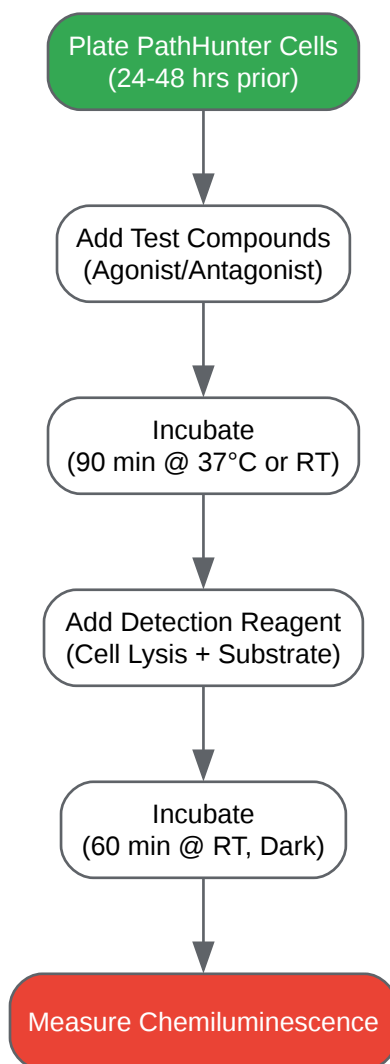 Plate PathHunter Cells
(24-48 hrs prior)
Add Test Compounds
(Agonist/Antagonist)
Incubate
(90 min @ 37°C or RT)
Add Detection Reagent
(Cell Lysis + Substrate)
Incubate
(60 min @ RT, Dark)
Measure Chemiluminescence